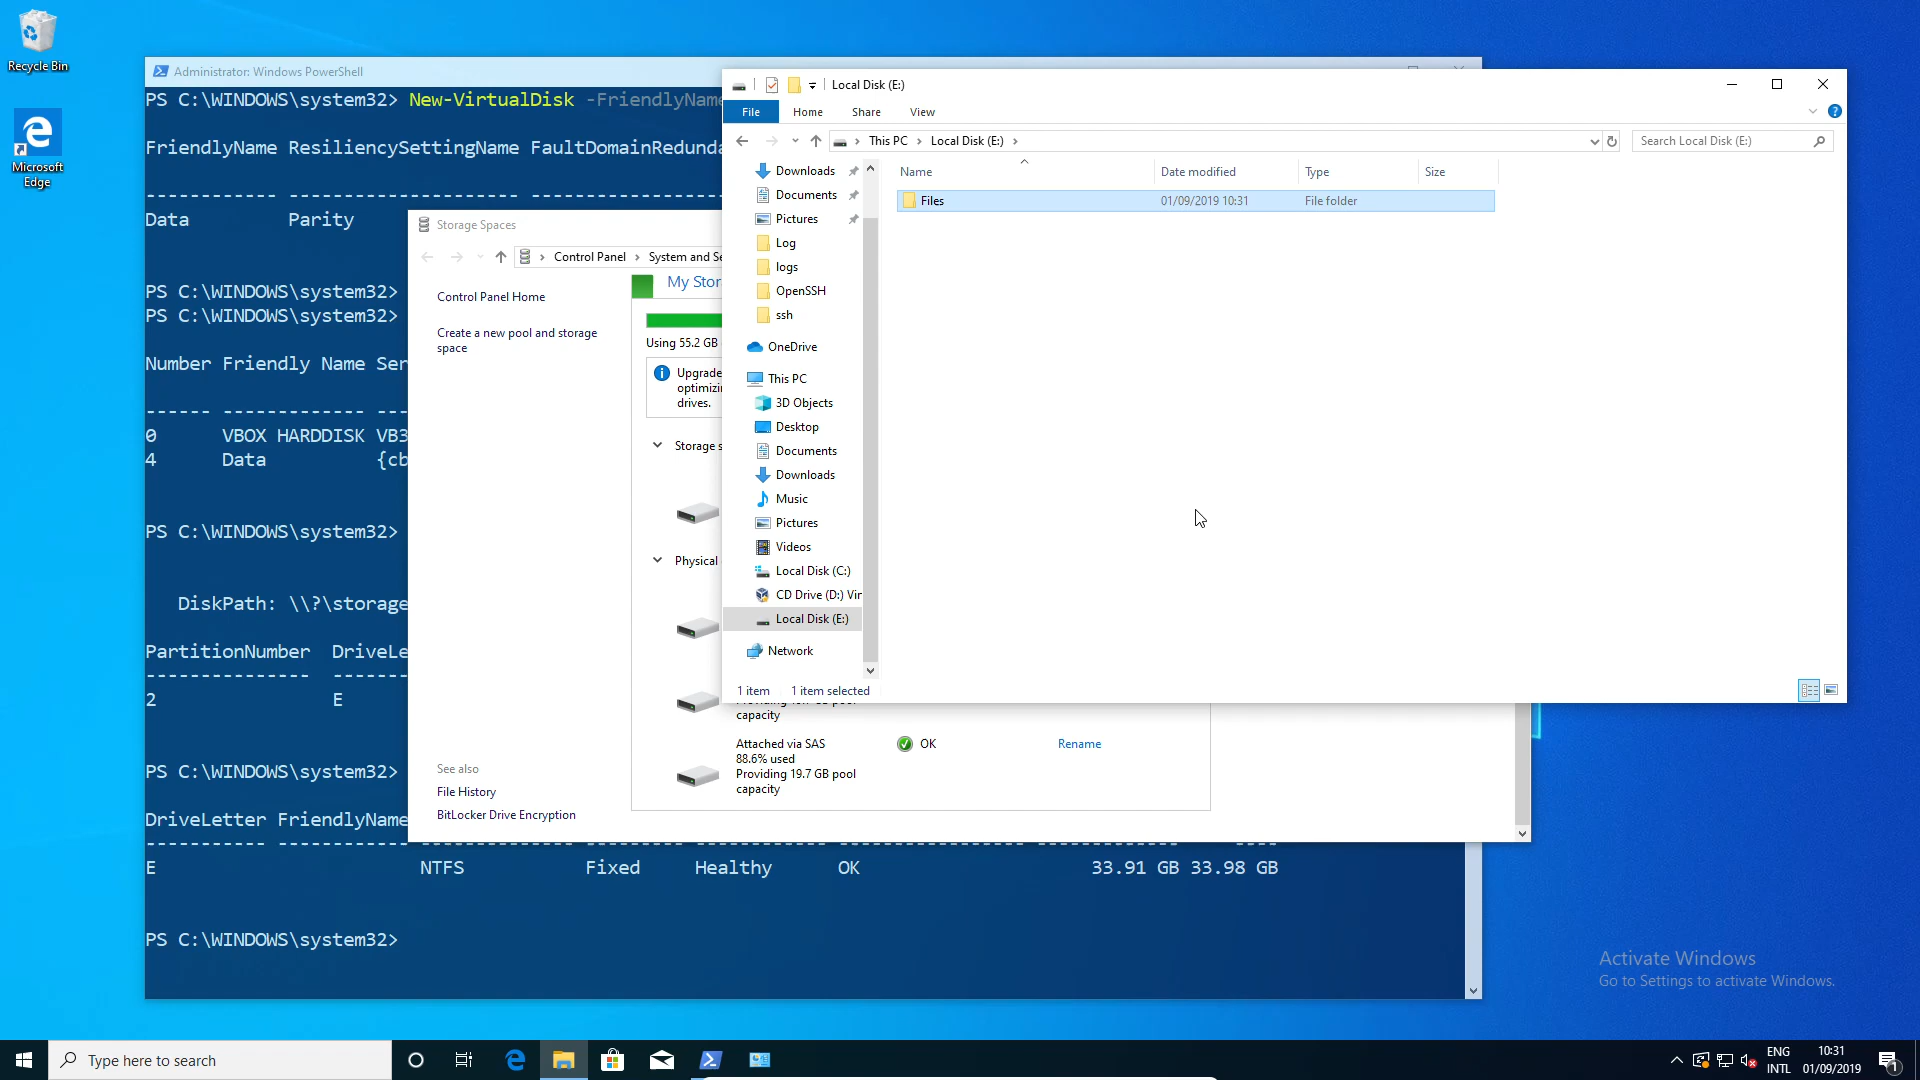 Recycle Bin
Microsoft
Edge
Administrator: Windows PowerShell
PS C:\WINDOWS\system32> New-VirtualDisk -FriendlyName
FriendlyName ResiliencySettingName FaultDomainRedunda
------------ --------------------- ------------------
Data Parity
PS C:\WINDOWS\system32>
PS C:\WINDOWS\system32>
Number Friendly Name Ser
------ ------------- ---
0 VBOX HARDDISK VB3
4 Data {cb
PS C:\WINDOWS\system32>
DiskPath: \\?\storage
PartitionNumber DriveLe
--------------- -------
2 E
PS C:\WINDOWS\system32>
DriveLetter FriendlyName
E NTFS Fixed Healthy OK 33.91 GB 33.98 GB
PS C:\WINDOWS\system32>
Storage Spaces
Control Panel › System and Se
Control Panel Home
Create a new pool and storage
space
See also
File History
BitLocker Drive Encryption
My Stor
Using 55.2 GB
Upgrade
optimizi
drives.
Storage s
Physical
capacity
Attached via SAS
88.6% used
Providing 19.7 GB pool
capacity
OK
Rename
Local Disk (E:)
File Home Share View
This PC › Local Disk (E:) ›
Search Local Disk (E:)
Downloads
Documents
Pictures
Log
logs
OpenSSH
ssh
OneDrive
This PC
3D Objects
Desktop
Documents
Downloads
Music
Pictures
Videos
Local Disk (C:)
CD Drive (D:) Vir
Local Disk (E:)
Network
Name Date modified Type Size
Files 01/09/2019 10:31 File folder
1 item 1 item selected
Activate Windows
Go to Settings to activate Windows.
Type here to search
ENG
INTL
10:31
01/09/2019
1